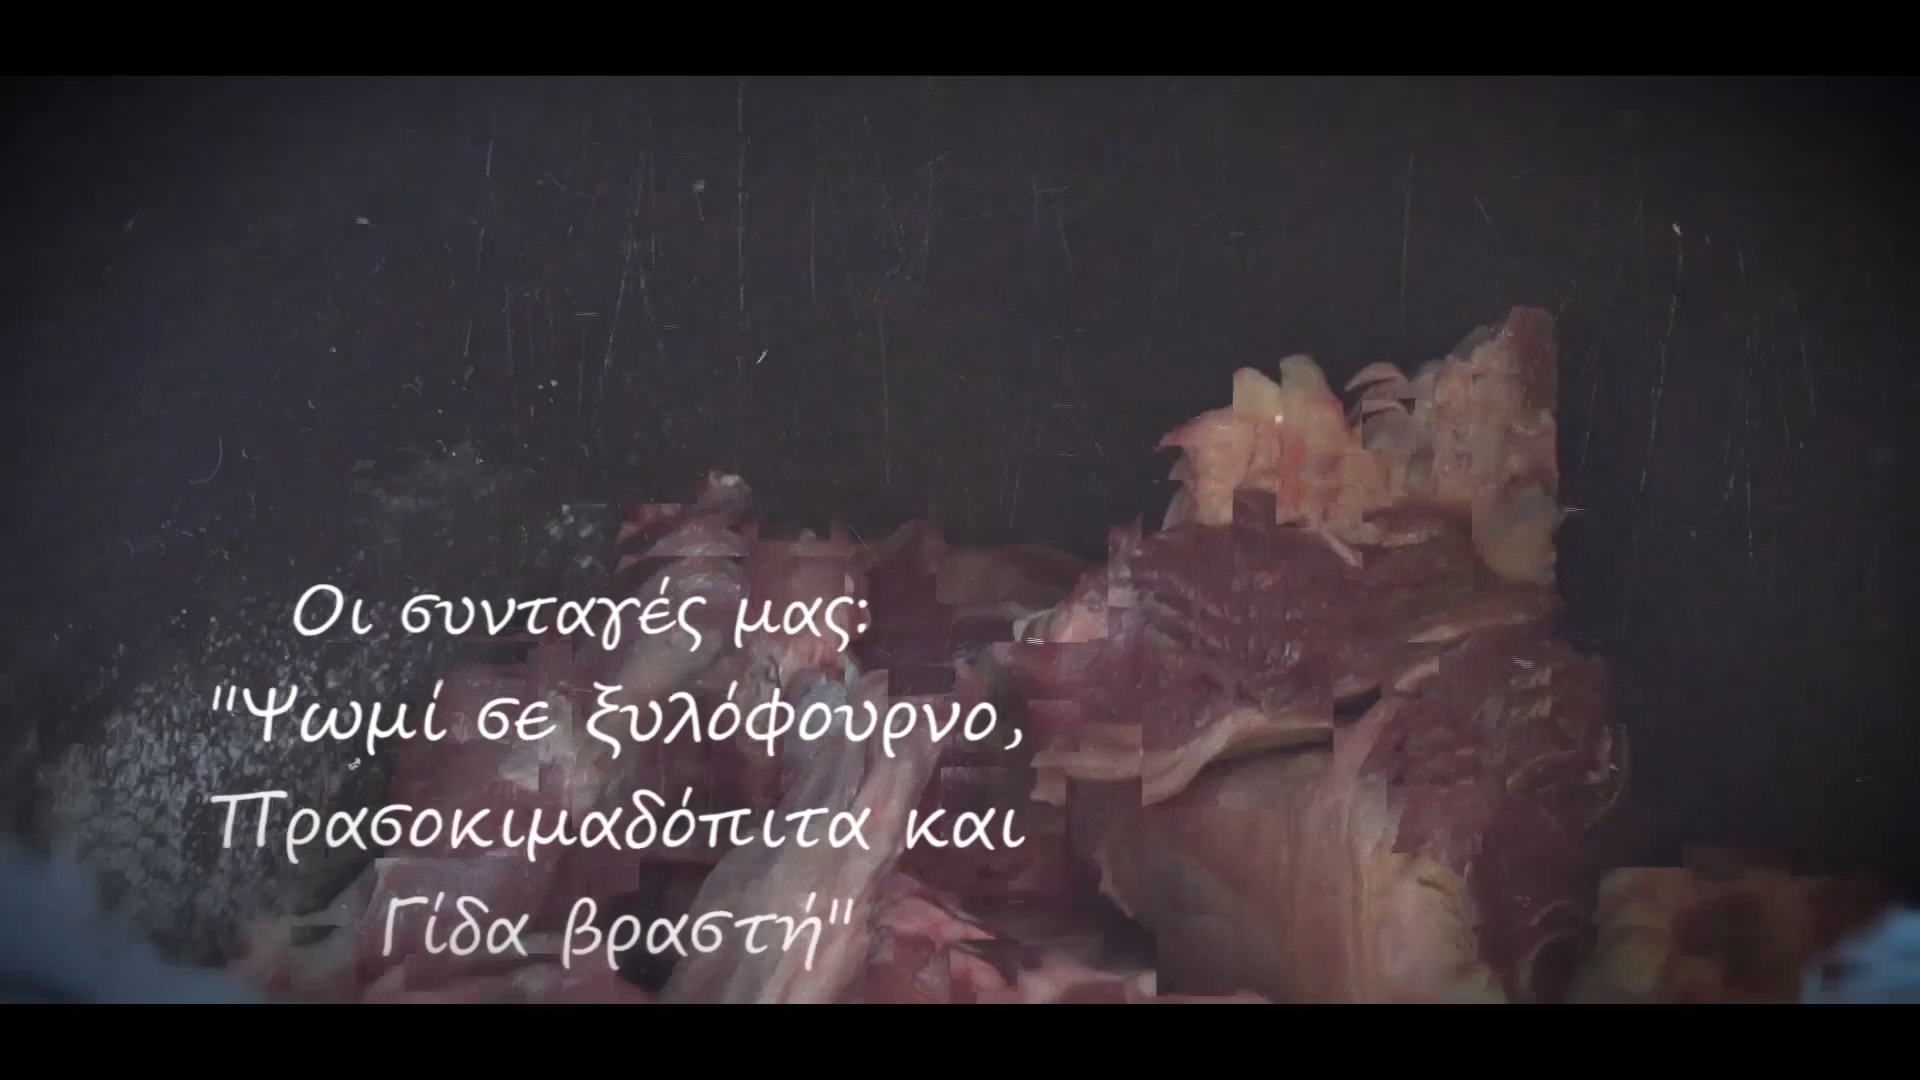 Οι συνταγές μας:
"Ψωμί σε ξυλόφουρνο,
Πρασοκιμαδόπιτα και
Γίδα βραστή"